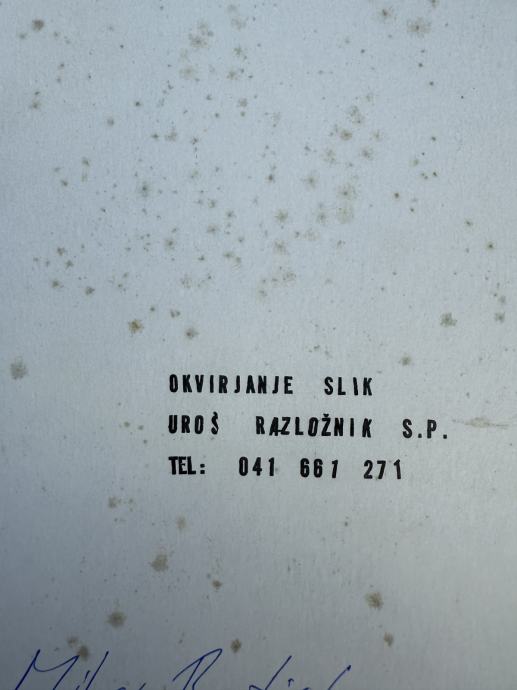 OKVIRJANJE SLIK
UROŠ RAZLOŽNIK S.P.
TEL: 041 661 271